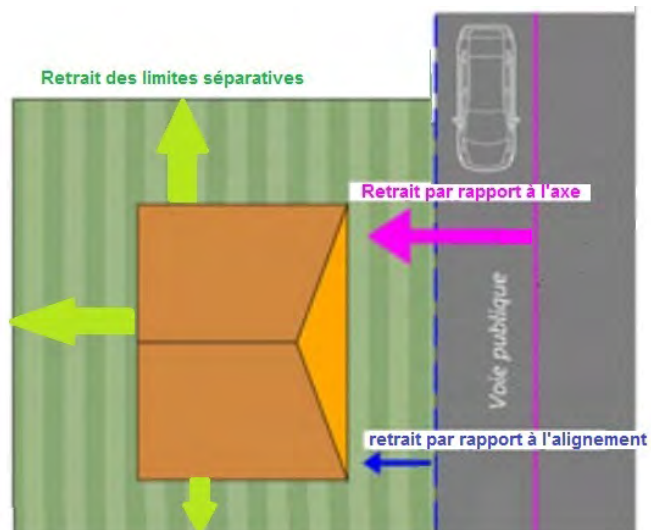 Retrait des limites séparatives
Retrait par rapport à l'axe
Voie publique
retrait par rapport à l'alignement